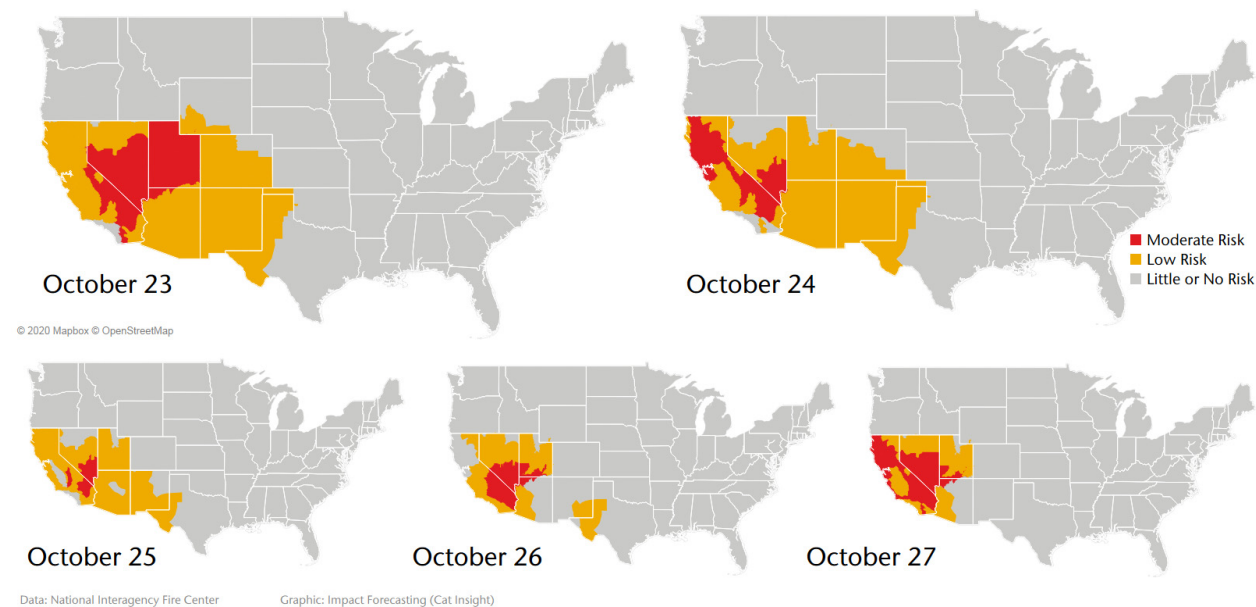 October 23
October 24
Moderate Risk
Low Risk
Little or No Risk
© 2020 Mapbox © OpenStreetMap
October 25
October 26
October 27
Data: National Interagency Fire Center
Graphic: Impact Forecasting (Cat Insight)